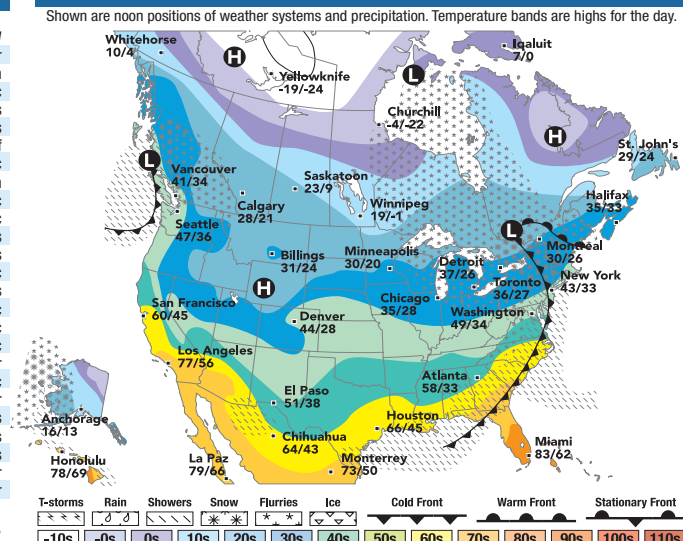 Shown are noon positions of weather systems and precipitation. Temperature bands are highs for the day.
Whitehorse
10/4
H
Yellowknife
-19/-24
L
Iqaluit
7/0
Churchill
-4/-22
H
St. John's
29/24
L
Vancouver
41/34
Saskatoon
23/9
Calgary
28/21
Winnipeg
19/-1
Halifax
35/33
Seattle
47/36
L
Montréal
30/26
Billings
31/24
Minneapolis
30/20
Detroit
37/26
Toronto
36/27
New York
43/33
H
San Francisco
60/45
Denver
44/28
Chicago
35/28
Washington
49/34
Los Angeles
77/56
El Paso
51/38
Atlanta
58/33
Anchorage
16/13
Chihuahua
64/43
Houston
66/45
Honolulu
78/69
La Paz
79/66
Monterrey
73/50
Miami
83/62
T-storms Rain Showers Snow Flurries Ice Cold Front Warm Front Stationary Front
-10s -0s 0s 10s 20s 30s 40s 50s 60s 70s 80s 90s 100s 110s